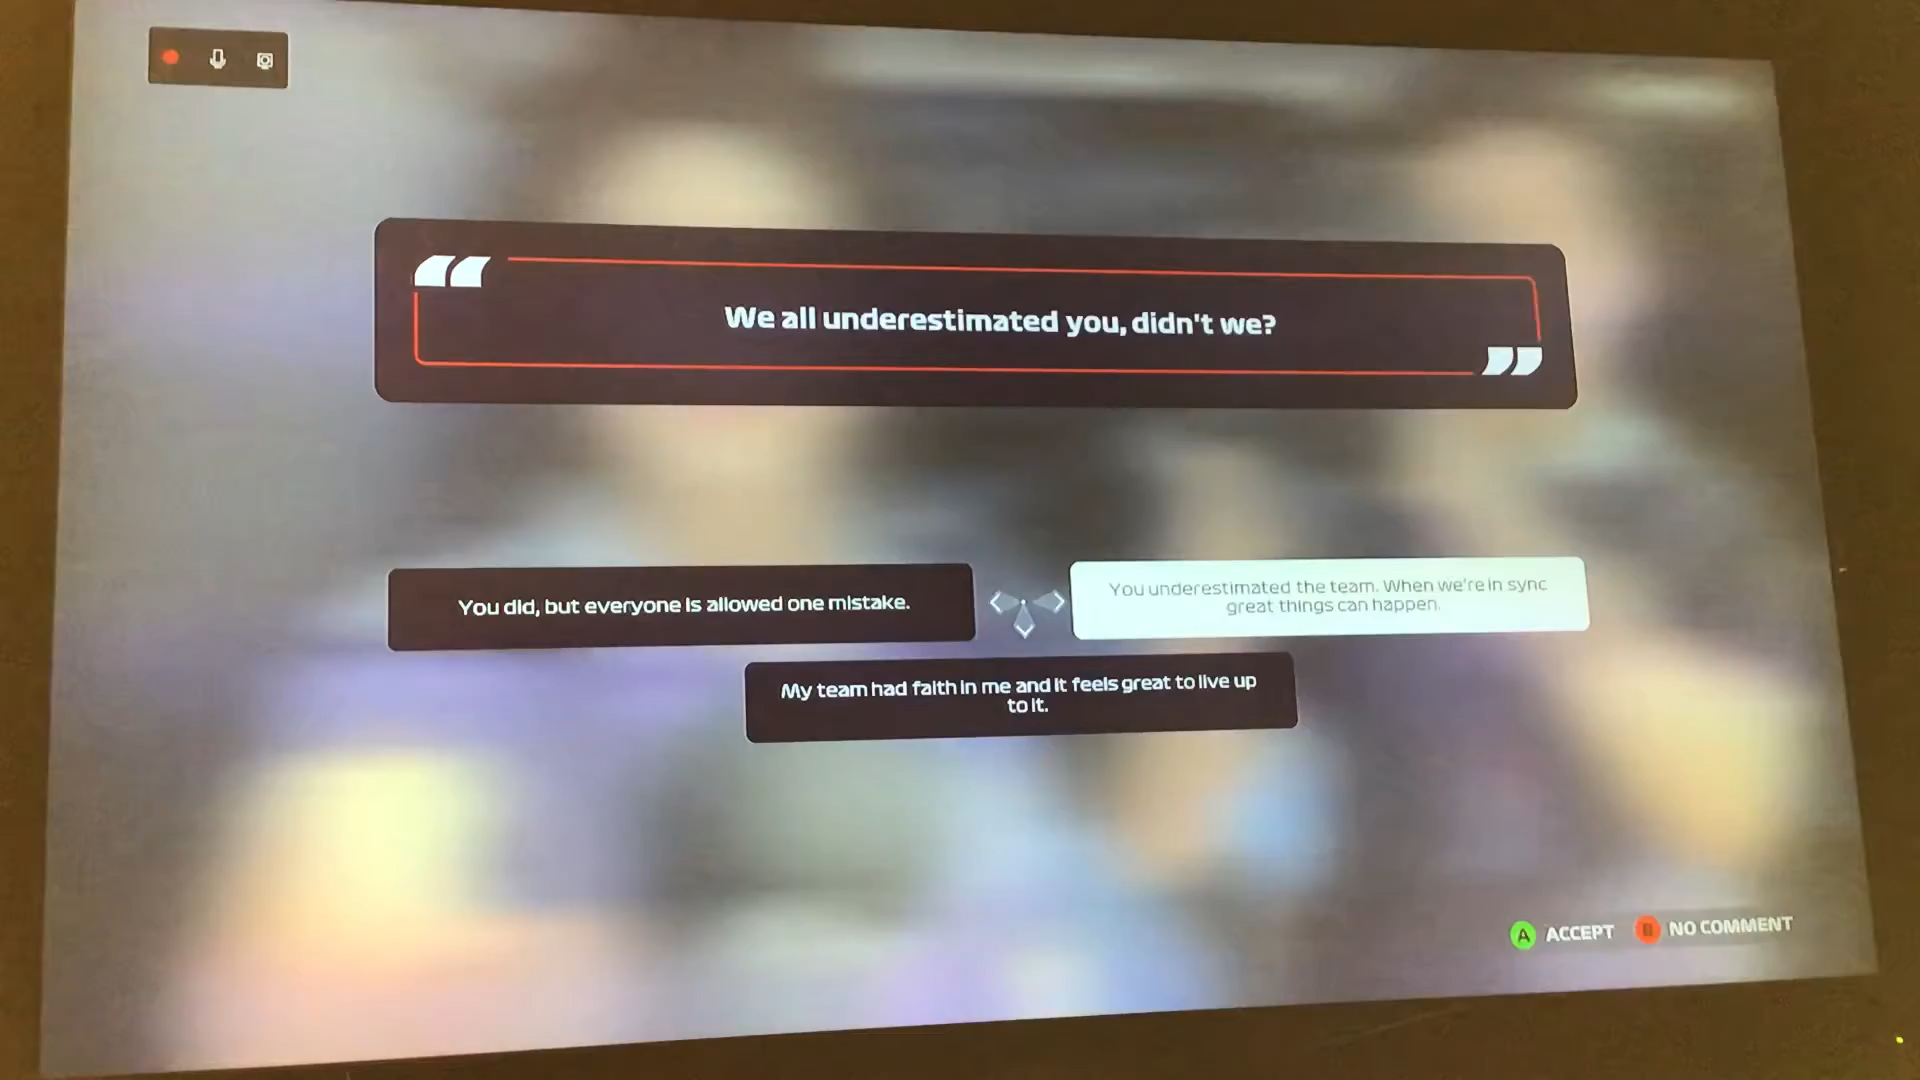 We all underestimated you, didn't we?
You did, but everyone is allowed one mistake.
You underestimated the team. When we're in sync
great things can happen.
My team had faith in me and it feels great to live up
to it.
A ACCEPT B NO COMMENT